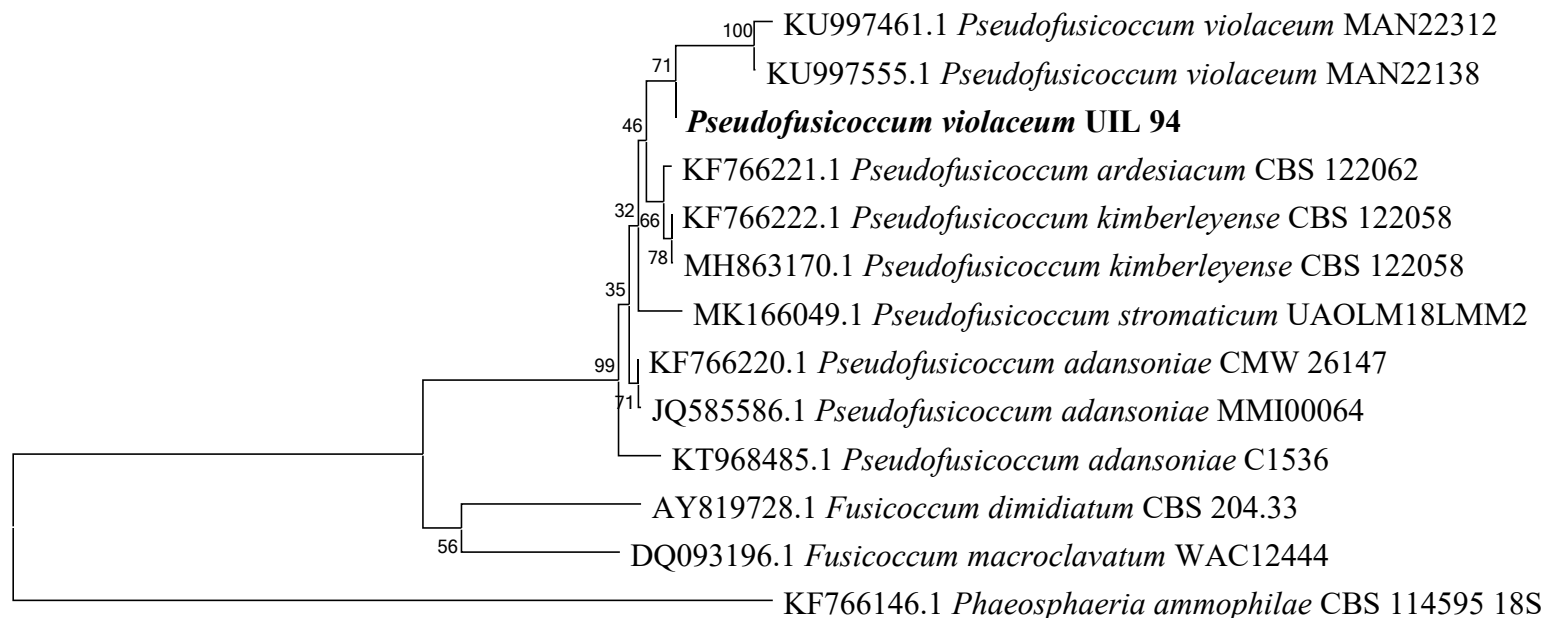 100
KU997461.1 Pseudofusicoccum violaceum MAN22312
71
KU997555.1 Pseudofusicoccum violaceum MAN22138
46
Pseudofusicoccum violaceum UIL 94
KF766221.1 Pseudofusicoccum ardesiacum CBS 122062
32
66
KF766222.1 Pseudofusicoccum kimberleyense CBS 122058
78
MH863170.1 Pseudofusicoccum kimberleyense CBS 122058
35
MK166049.1 Pseudofusicoccum stromaticum UAOLM18LMM2
99
KF766220.1 Pseudofusicoccum adansoniae CMW 26147
71
JQ585586.1 Pseudofusicoccum adansoniae MMI00064
KT968485.1 Pseudofusicoccum adansoniae C1536
AY819728.1 Fusicoccum dimidiatum CBS 204.33
56
DQ093196.1 Fusicoccum macroclavatum WAC12444
KF766146.1 Phaeosphaeria ammophilae CBS 114595 18S